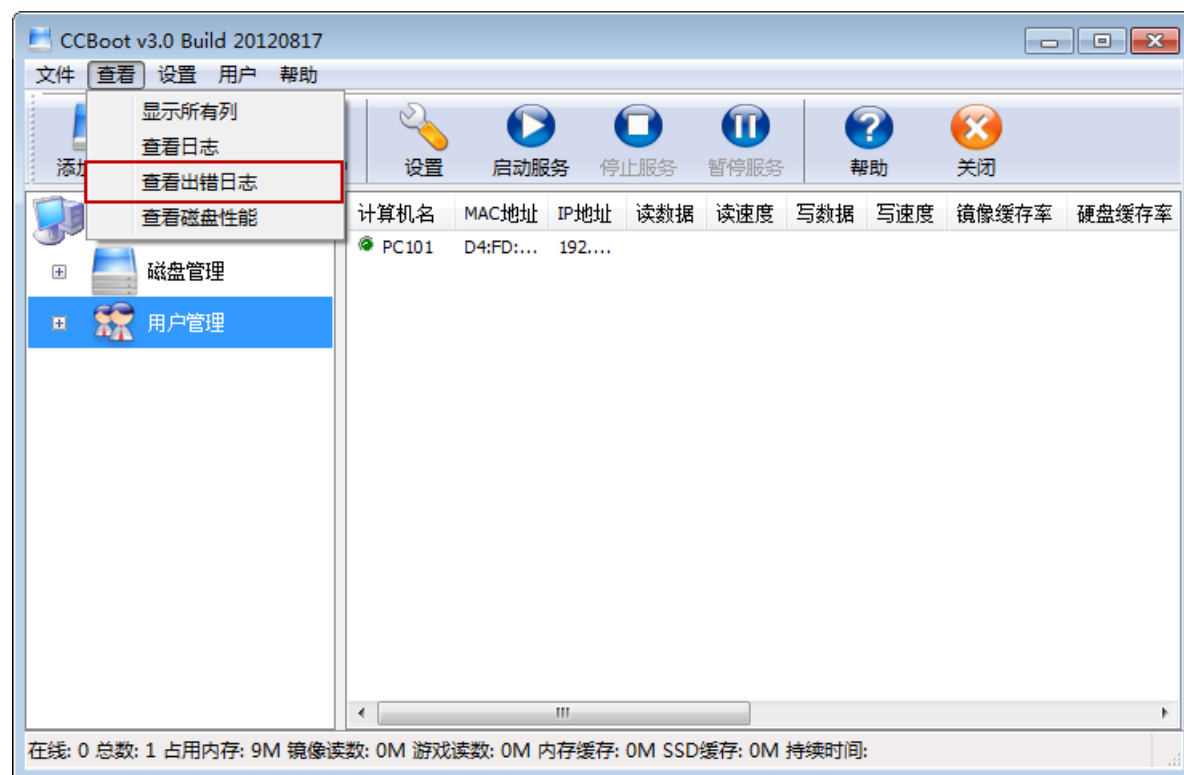 CCBoot v3.0 Build 20120817
文件 查看 设置 用户 帮助
显示所有列
查看日志
查看出错日志
查看磁盘性能
设置 启动服务 停止服务 暂停服务 帮助 关闭
计算机名 MAC地址 IP地址 读数据 读速度 写数据 写速度 镜像缓存率 硬盘缓存率
PC101 D4:FD:... 192....
磁盘管理
用户管理
在线: 0 总数: 1 占用内存: 9M 镜像读数: 0M 游戏读数: 0M 内存缓存: 0M SSD缓存: 0M 持续时间: